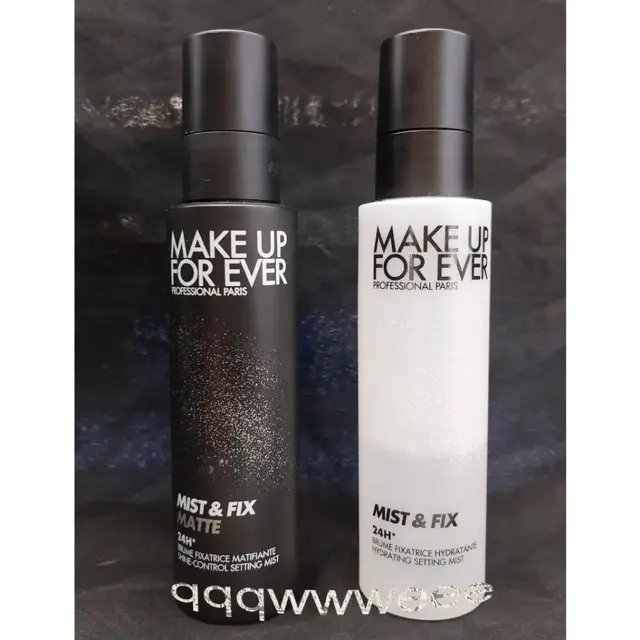 MAKE UP
FOR EVER
PROFESSIONAL PARIS
MIST & FIX
MATTE
24H*
BRUME FIXATRICE MATIFIANTE
SHINE-CONTROL SETTING MIST
MAKE UP
FOR EVER
PROFESSIONAL PARIS
MIST & FIX
24H*
BRUME FIXATRICE HYDRATANTE
HYDRATING SETTING MIST
qqqwwweee